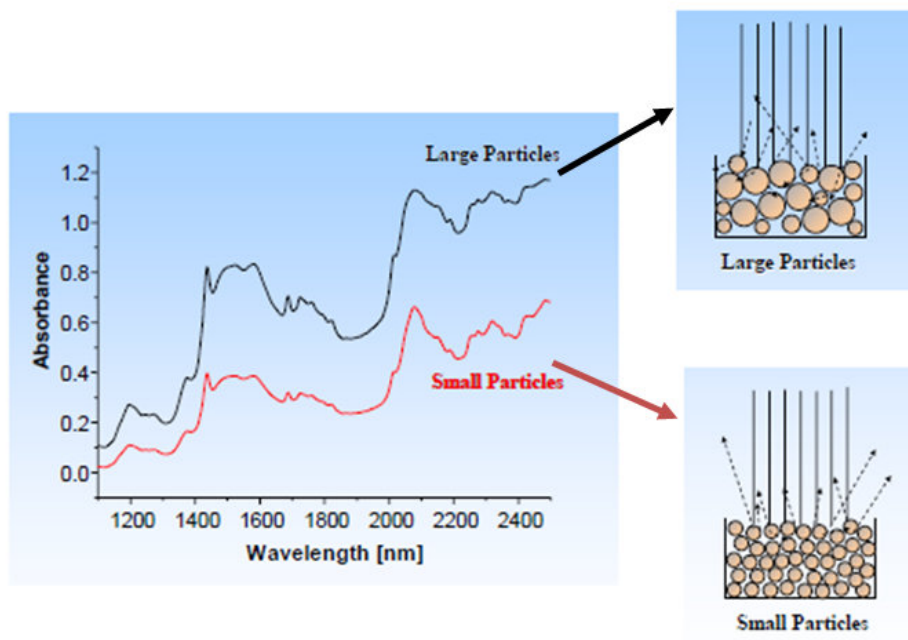 Large Particles
1.2
1.0
0.8
0.6
0.4
0.2
0.0
Absorbance
Small Particles
1200 1400 1600 1800 2000 2200 2400
Wavelength [nm]
Large Particles
Small Particles